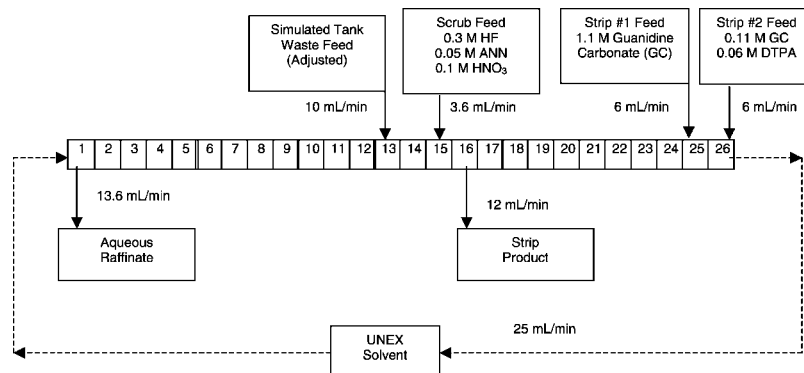 Simulated Tank
Waste Feed
(Adjusted)
Scrub Feed
0.3 M HF
0.05 M ANN
0.1 M HNO₃
Strip #1 Feed
1.1 M Guanidine
Carbonate (GC)
Strip #2 Feed
0.11 M GC
0.06 M DTPA
10 mL/min
3.6 mL/min
6 mL/min
6 mL/min
1 2 3 4 5 6 7 8 9 10 11 12 13 14 15 16 17 18 19 20 21 22 23 24 25 26
13.6 mL/min
12 mL/min
Aqueous
Raffinate
Strip
Product
25 mL/min
UNEX
Solvent